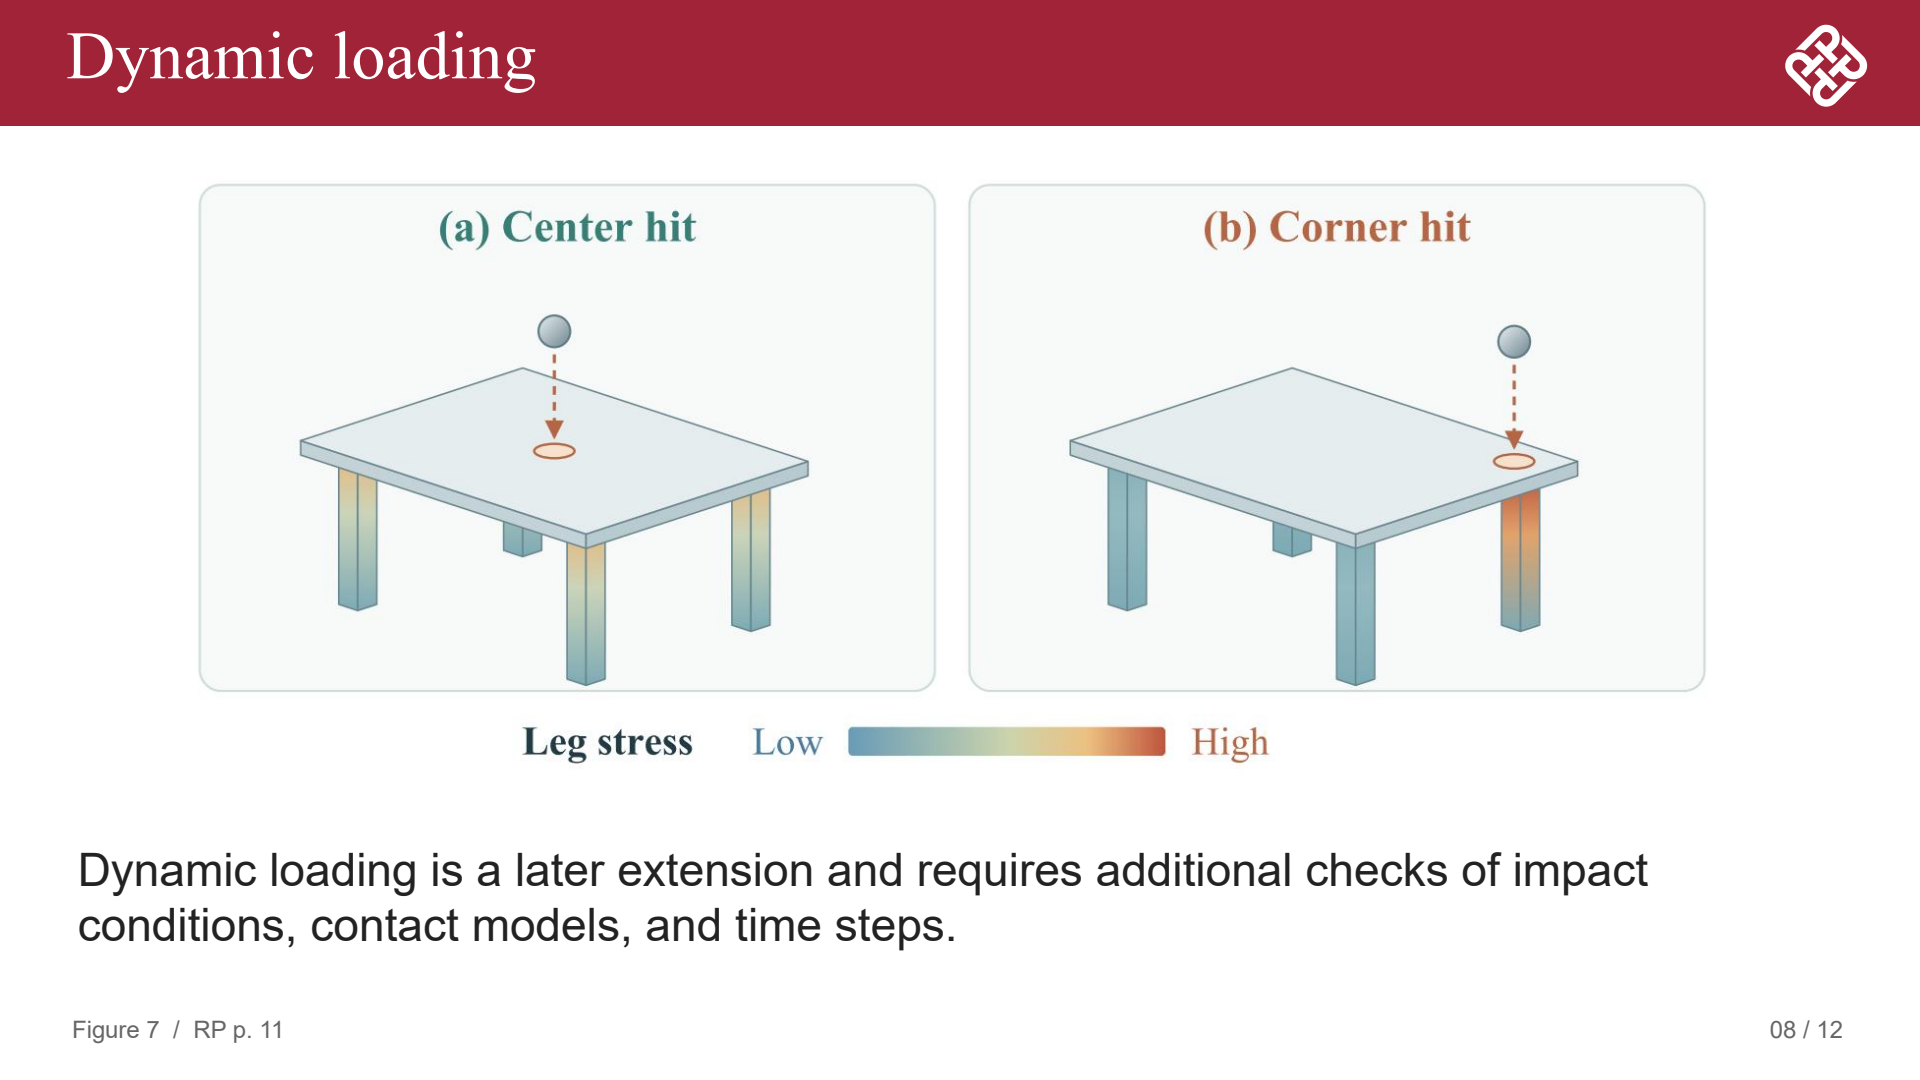 Dynamic loading
(a) Center hit
(b) Corner hit
Leg stress Low High
Dynamic loading is a later extension and requires additional checks of impact
conditions, contact models, and time steps.
Figure 7 / RP p. 11
08 / 12